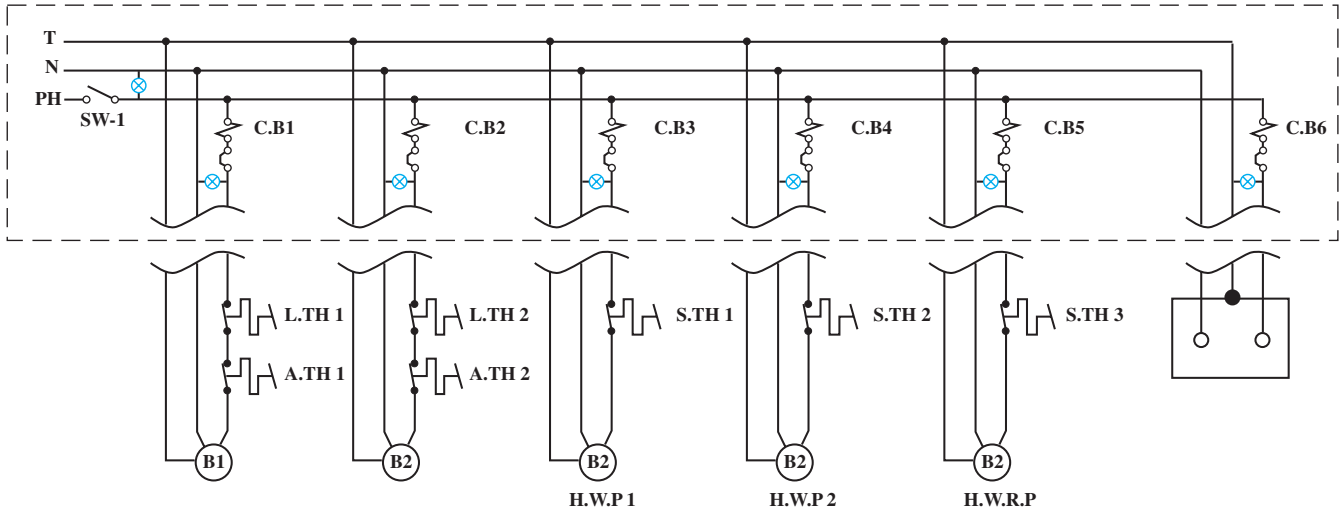 T
N
PH
SW-1
C.B1 C.B2 C.B3 C.B4 C.B5 C.B6
L.TH 1 L.TH 2 S.TH 1 S.TH 2 S.TH 3
A.TH 1 A.TH 2
B1 B2 B2 B2 B2
H.W.P 1 H.W.P 2 H.W.R.P